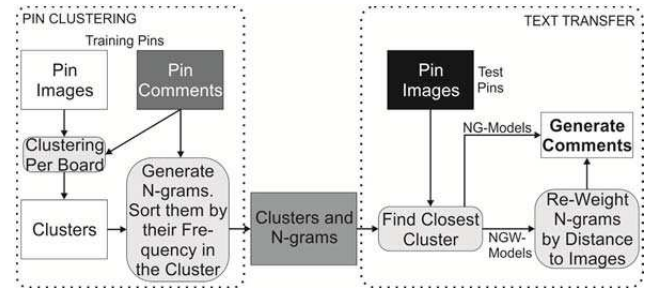 PIN CLUSTERING
Training Pins
Pin
Images
Pin
Comments
Clustering
Per Board
Clusters
Generate
N-grams.
Sort them by
their Fre-
quency in
the Cluster
Clusters and
N-grams
TEXT TRANSFER
Pin
Images
Test
Pins
NG-Models
Generate
Comments
Find Closest
Cluster
NGW-
Models
Re-Weight
N-grams
by Distance
to Images